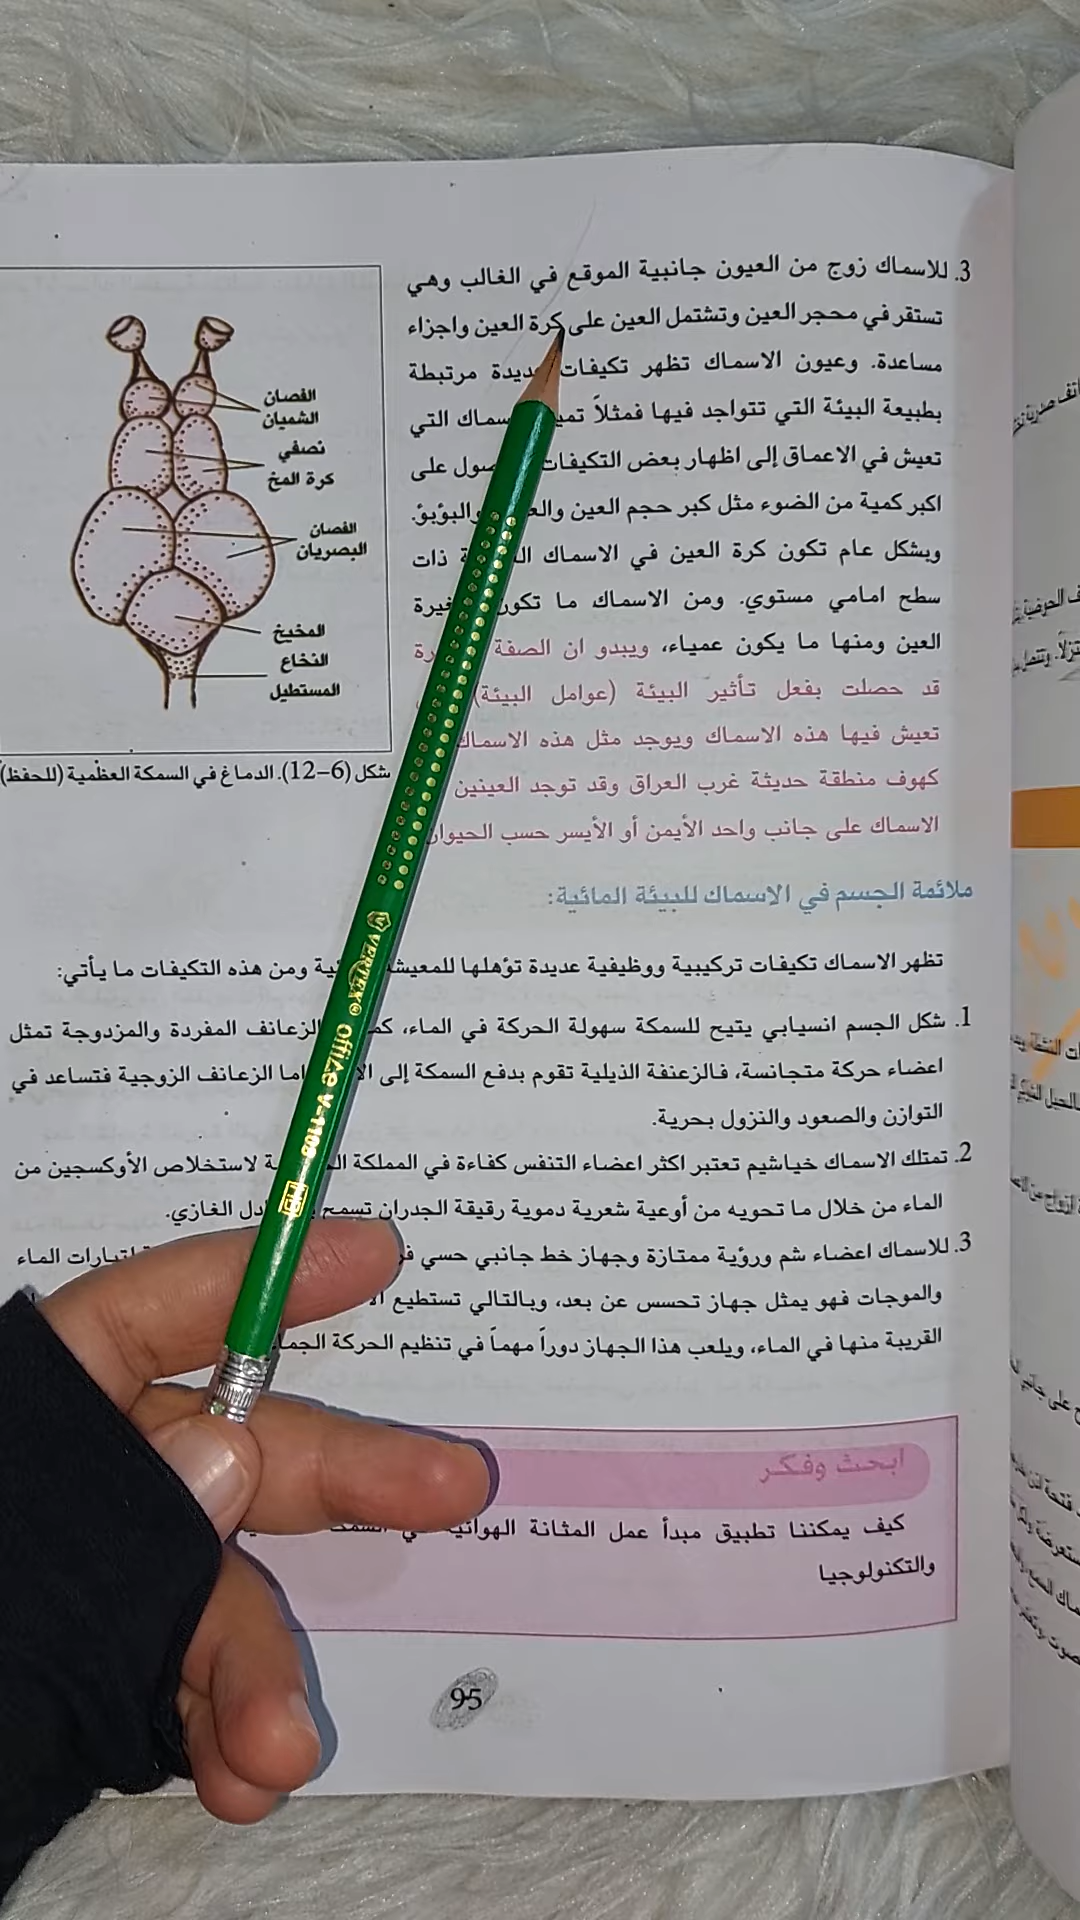 3. للاسماك زوج من العيون جانبية الموقع في الغالب وهي
تستقر في محجر العين وتشتمل العين على كرة العين واجزاء
مساعدة. وعيون الاسماك تظهر تكيفات مرتبطة
بطبيعة البيئة التي تتواجد فيها فمثلاً التي
تعيش في الاعماق إلى اظهار بعض التكيفات على
اكبر كمية من الضوء مثل كبر حجم العين والبؤبؤ.
وبشكل عام تكون كرة العين في الاسماك ذات
سطح امامي مستوي. ومن الاسماك ما
العين ومنها ما يكون عمياء، ويبدو ان الصفة
قد حصلت بفعل تأثير البيئة (عوامل البيئة)
تعيش فيها هذه الاسماك ويوجد مثل هذه الاسماك
كهوف منطقة حديثة غرب العراق وقد توجد العينين
الاسماك على جانب واحد الأيمن أو الأيسر حسب الحيوان
الفصان
الشميان
نصفي
كرة المخ
الفصان
البصريان
المخيخ
النخاع
المستطيل
شكل (6–12). الدماغ في السمكة العظمية (للحفظ)
ملائمة الجسم في الاسماك للبيئة المائية:
تظهر الاسماك تكيفات تركيبية ووظيفية عديدة تؤهلها للمعيشة ومن هذه التكيفات ما يأتي:
1. شكل الجسم انسيابي يتيح للسمكة سهولة الحركة في الماء، الزعانف المفردة والمزدوجة تمثل
اعضاء حركة متجانسة، فالزعنفة الذيلية تقوم بدفع السمكة إلى اما الزعانف الزوجية فتساعد في
التوازن والصعود والنزول بحرية.
2. تمتلك الاسماك خياشيم تعتبر اكثر اعضاء التنفس كفاءة في المملكة لاستخلاص الأوكسجين من
الماء من خلال ما تحويه من أوعية شعرية دموية رقيقة الجدران تسمح الغازي.
3. للاسماك اعضاء شم ورؤية ممتازة وجهاز خط جانبي حسي لتيارات الماء
والموجات فهو يمثل جهاز تحسس عن بعد، وبالتالي تستطيع
القريبة منها في الماء، ويلعب هذا الجهاز دوراً مهماً في تنظيم الحركة
ابحث وفكر
كيف يمكننا تطبيق مبدأ عمل المثانة الهوائية في
والتكنولوجيا
95
VERTEX® Office V-1108